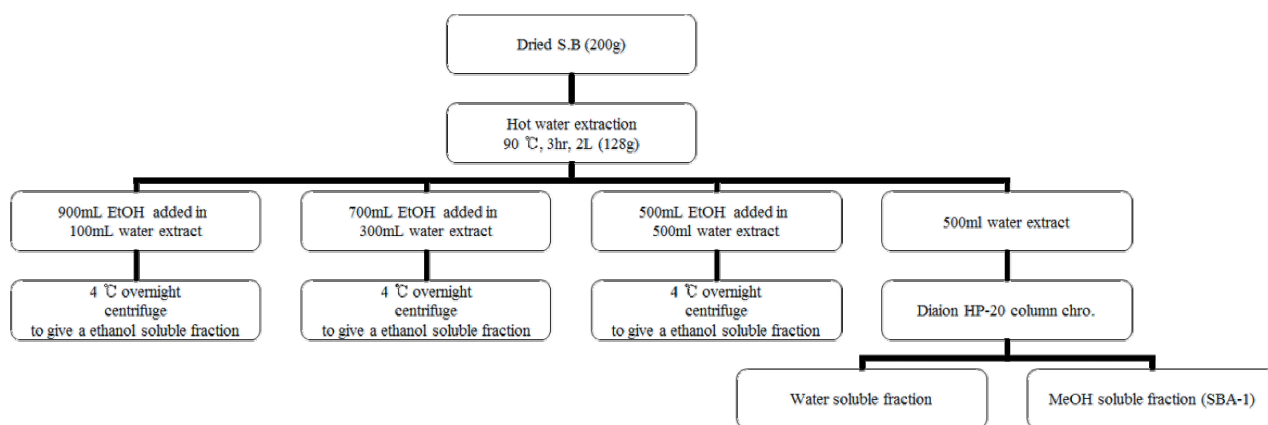 Dried S.B (200g)
Hot water extraction
90 ℃, 3hr, 2L (128g)
900mL EtOH added in
100mL water extract
700mL EtOH added in
300mL water extract
500mL EtOH added in
500ml water extract
500ml water extract
4 ℃ overnight
centrifuge
to give a ethanol soluble fraction
4 ℃ overnight
centrifuge
to give a ethanol soluble fraction
4 ℃ overnight
centrifuge
to give a ethanol soluble fraction
Diaion HP-20 column chro.
Water soluble fraction
MeOH soluble fraction (SBA-1)